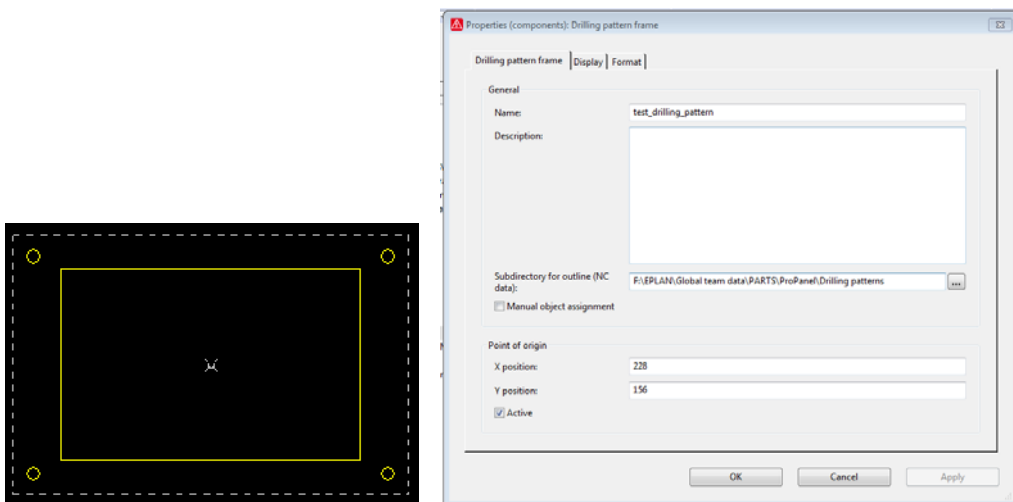 Properties (components): Drilling pattern frame
Drilling pattern frame
Display
Format
General
Name:
test_drilling_pattern
Description:
Subdirectory for outline (NC
data):
F:\EPLAN\Global team data\PARTS\ProPanel\Drilling patterns
...
Manual object assignment
Point of origin
X position:
228
Y position:
156
Active
OK
Cancel
Apply